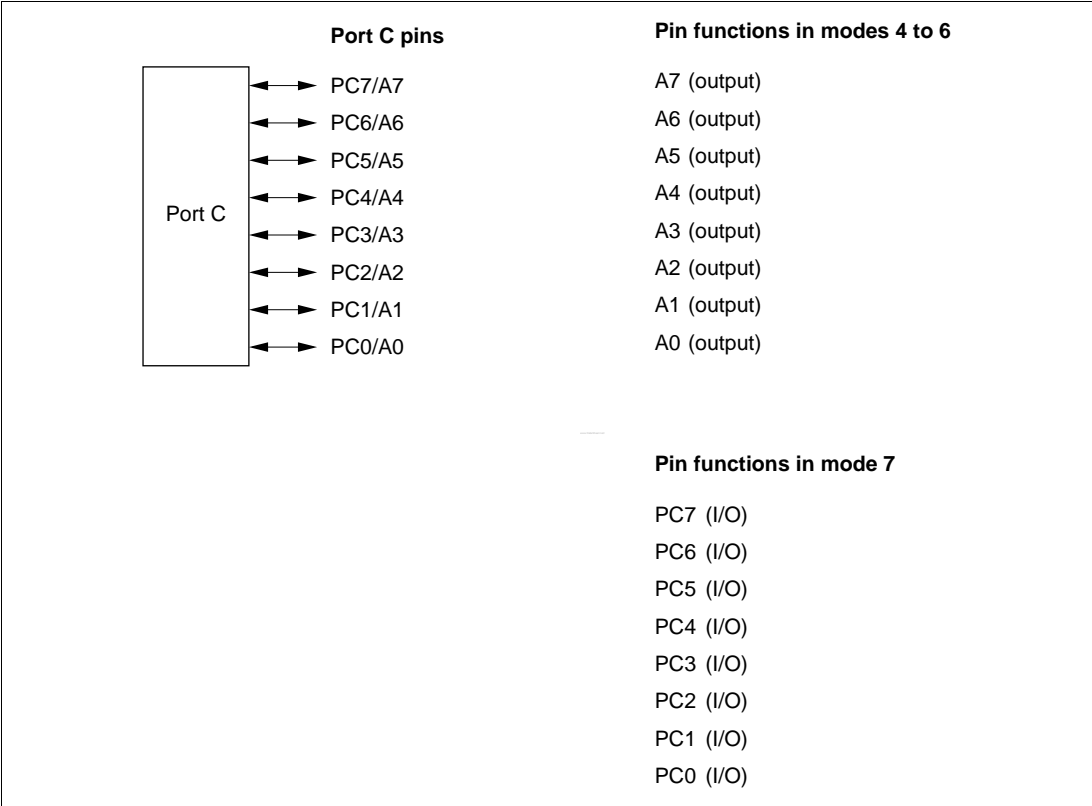 Port C pins
Port C
PC7/A7
PC6/A6
PC5/A5
PC4/A4
PC3/A3
PC2/A2
PC1/A1
PC0/A0
Pin functions in modes 4 to 6
A7 (output)
A6 (output)
A5 (output)
A4 (output)
A3 (output)
A2 (output)
A1 (output)
A0 (output)
Pin functions in mode 7
PC7 (I/O)
PC6 (I/O)
PC5 (I/O)
PC4 (I/O)
PC3 (I/O)
PC2 (I/O)
PC1 (I/O)
PC0 (I/O)